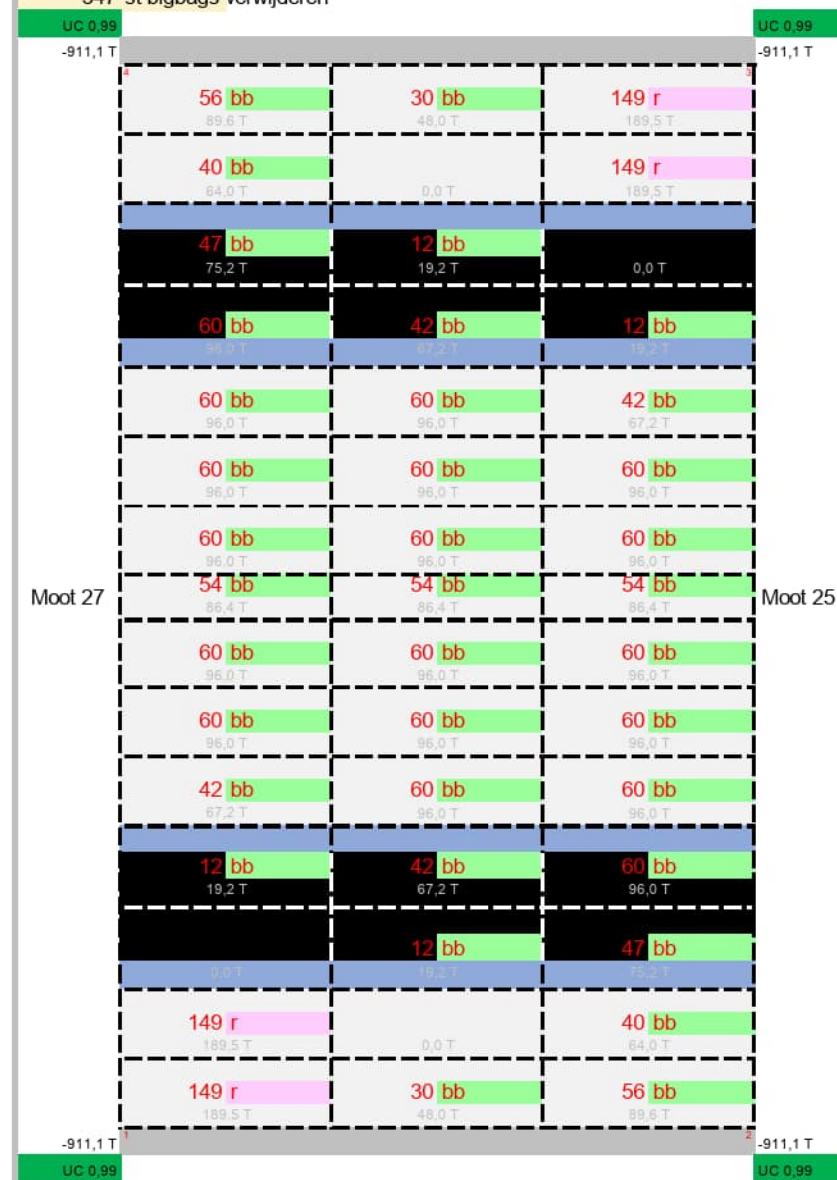 347 st bigbags verwijderen
UC 0,99 UC 0,99
-911,1 T -911,1 T
4 3
56 bb 30 bb 149 r
89,6 T 48,0 T 189,5 T
40 bb 149 r
64,0 T 0,0 T 189,5 T
47 bb 12 bb
75,2 T 19,2 T 0,0 T
60 bb 42 bb 12 bb
96,0 T 67,2 T 19,2 T
60 bb 60 bb 42 bb
96,0 T 96,0 T 67,2 T
60 bb 60 bb 60 bb
96,0 T 96,0 T 96,0 T
60 bb 60 bb 60 bb
96,0 T 96,0 T 96,0 T
54 bb 54 bb 54 bb
Moot 27 86,4 T 86,4 T 86,4 T Moot 25
60 bb 60 bb 60 bb
96,0 T 96,0 T 96,0 T
60 bb 60 bb 60 bb
96,0 T 96,0 T 96,0 T
42 bb 60 bb 60 bb
67,2 T 96,0 T 96,0 T
12 bb 42 bb 60 bb
19,2 T 67,2 T 96,0 T
12 bb 47 bb
0,0 T 19,2 T 75,2 T
149 r 40 bb
189,5 T 0,0 T 64,0 T
149 r 30 bb 56 bb
189,5 T 48,0 T 89,6 T
1 2
-911,1 T -911,1 T
UC 0,99 UC 0,99